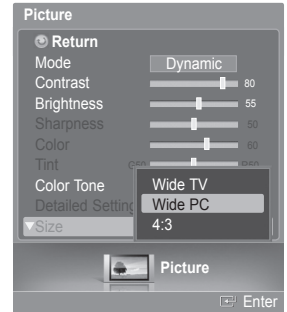 Picture
Return
Mode Dynamic
Contrast 80
Brightness 55
Sharpness 50
Color 60
Tint G50 R50
Color Tone Wide TV
Detailed Setting Wide PC
▼Size 4:3
Picture
Enter